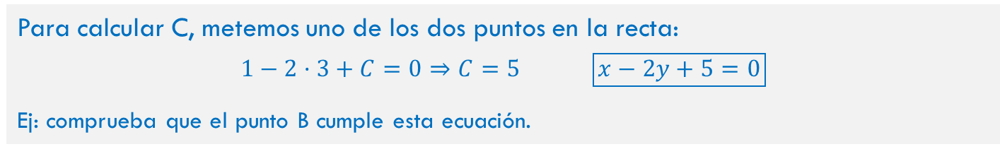 Para calcular C, metemos uno de los dos puntos en la recta:
1 − 2 · 3 + C = 0 ⇒ C = 5    x − 2y + 5 = 0
Ej: comprueba que el punto B cumple esta ecuación.